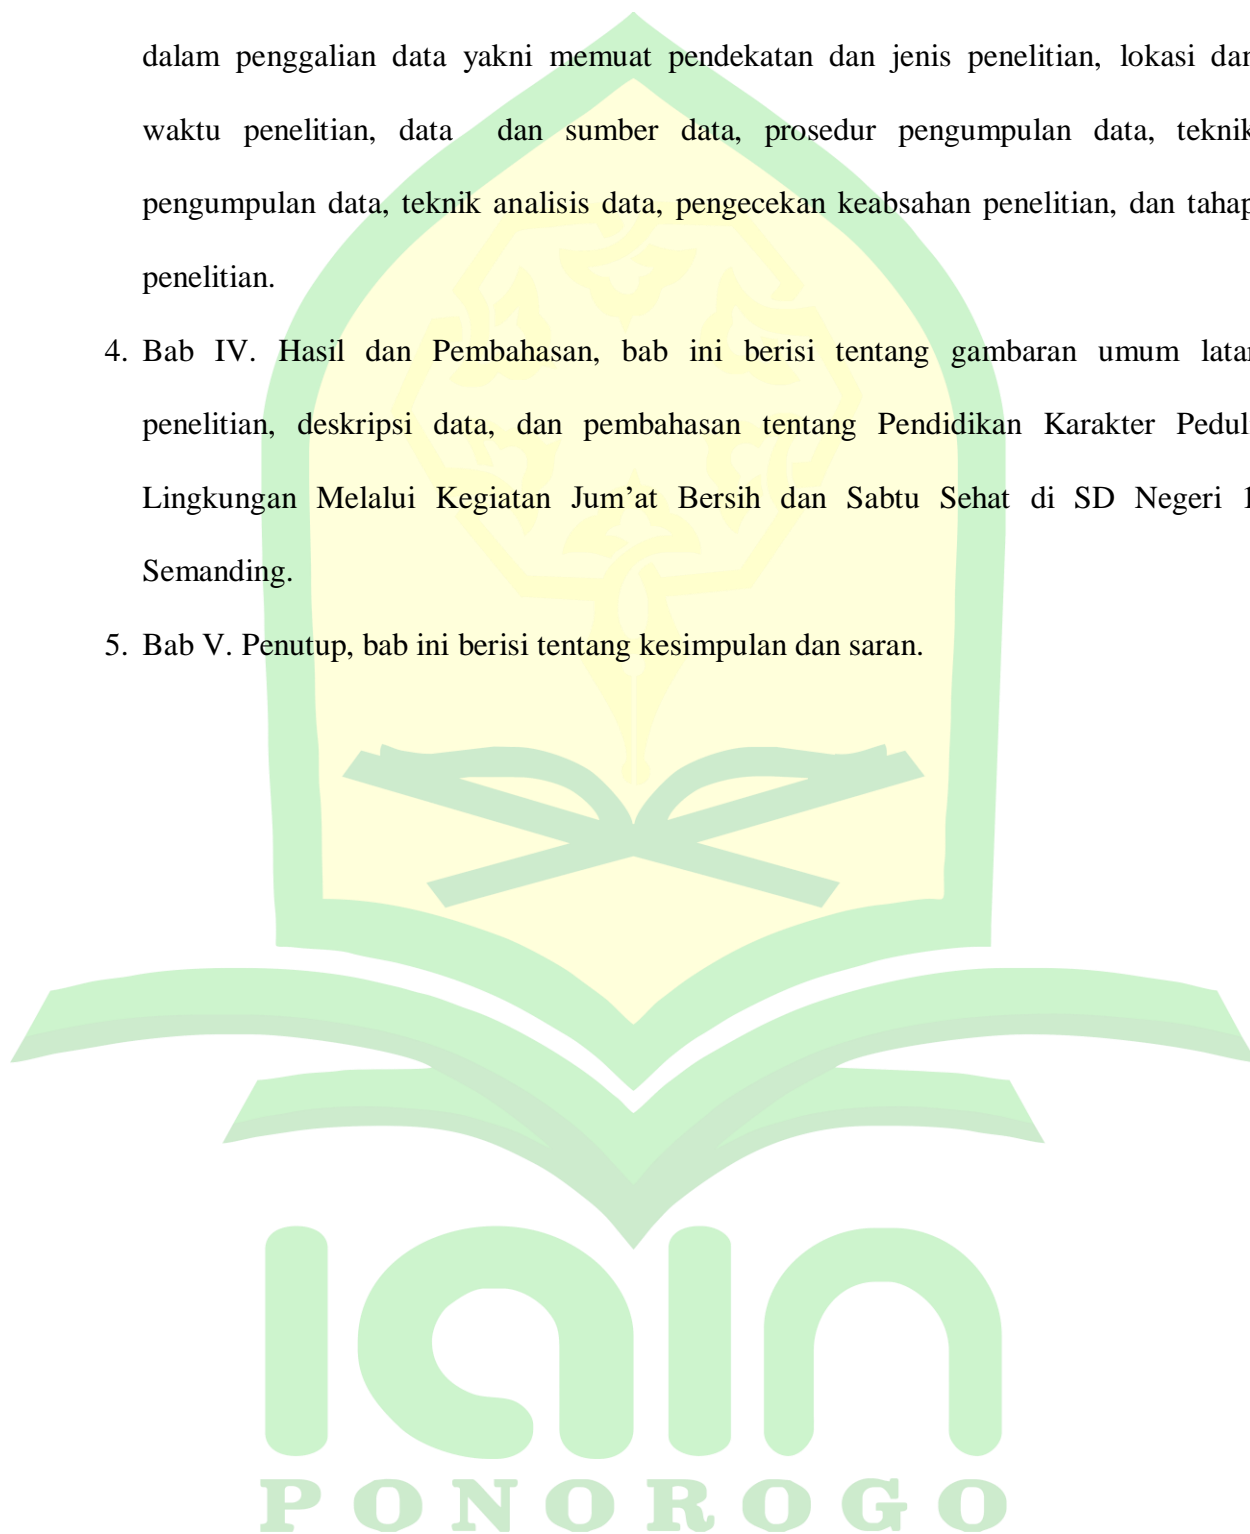 dalam penggalian data yakni memuat pendekatan dan jenis penelitian, lokasi dan
waktu penelitian, data dan sumber data, prosedur pengumpulan data, teknik
pengumpulan data, teknik analisis data, pengecekan keabsahan penelitian, dan tahap
penelitian.
4. Bab IV. Hasil dan Pembahasan, bab ini berisi tentang gambaran umum latar
penelitian, deskripsi data, dan pembahasan tentang Pendidikan Karakter Peduli
Lingkungan Melalui Kegiatan Jum’at Bersih dan Sabtu Sehat di SD Negeri 1
Semanding.
5. Bab V. Penutup, bab ini berisi tentang kesimpulan dan saran.
iain
PONOROGO